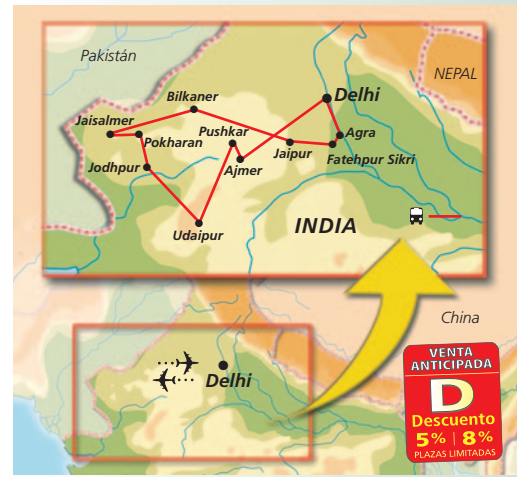 Pakistán
NEPAL
Bilkaner
Delhi
Jaisalmer
Pushkar
Agra
Pokharan
Jaipur
Fatehpur Sikri
Jodhpur
Ajmer
Udaipur
INDIA
China
Delhi
VENTA
ANTICIPADA
D
Descuento
5% | 8%
PLAZAS LIMITADAS